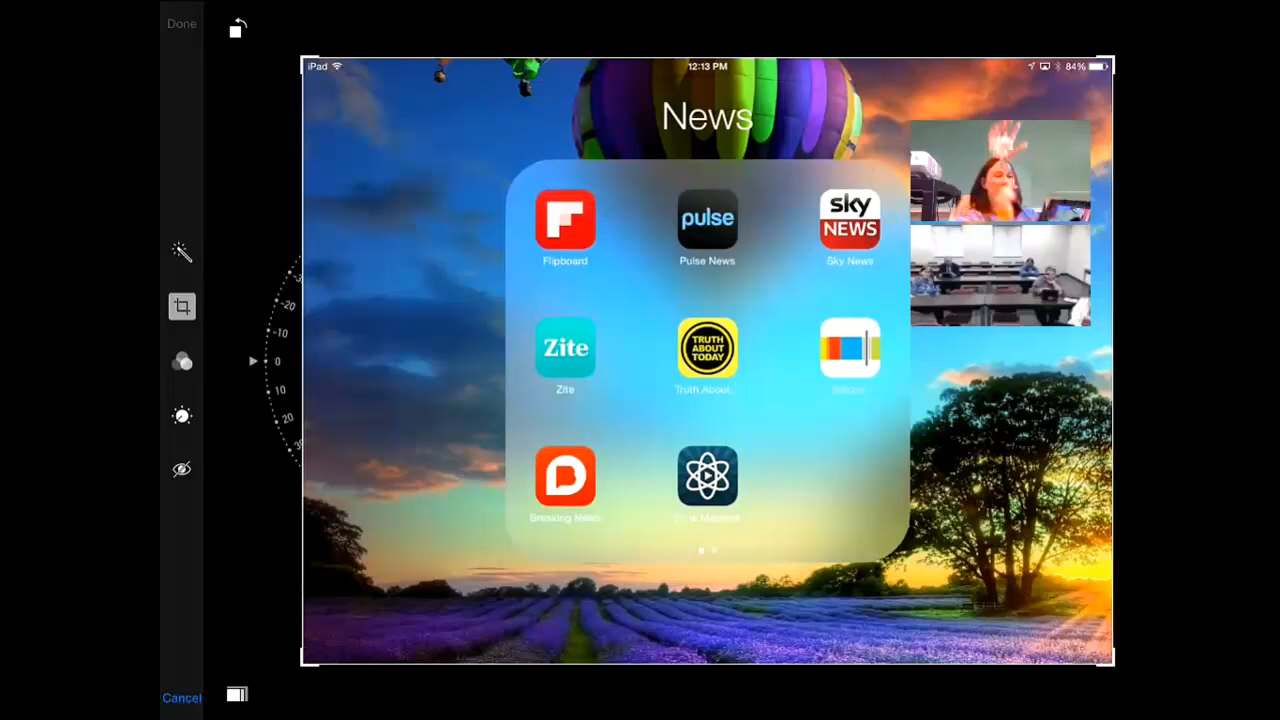 Done
iPad 12:13 PM 84%
News
pulse
sky
NEWS
Flipboard Pulse News Sky News
-20
-10
0
10
20
Zite
TRUTH
ABOUT
TODAY
Zite Truth About...
Breaking News
Cancel